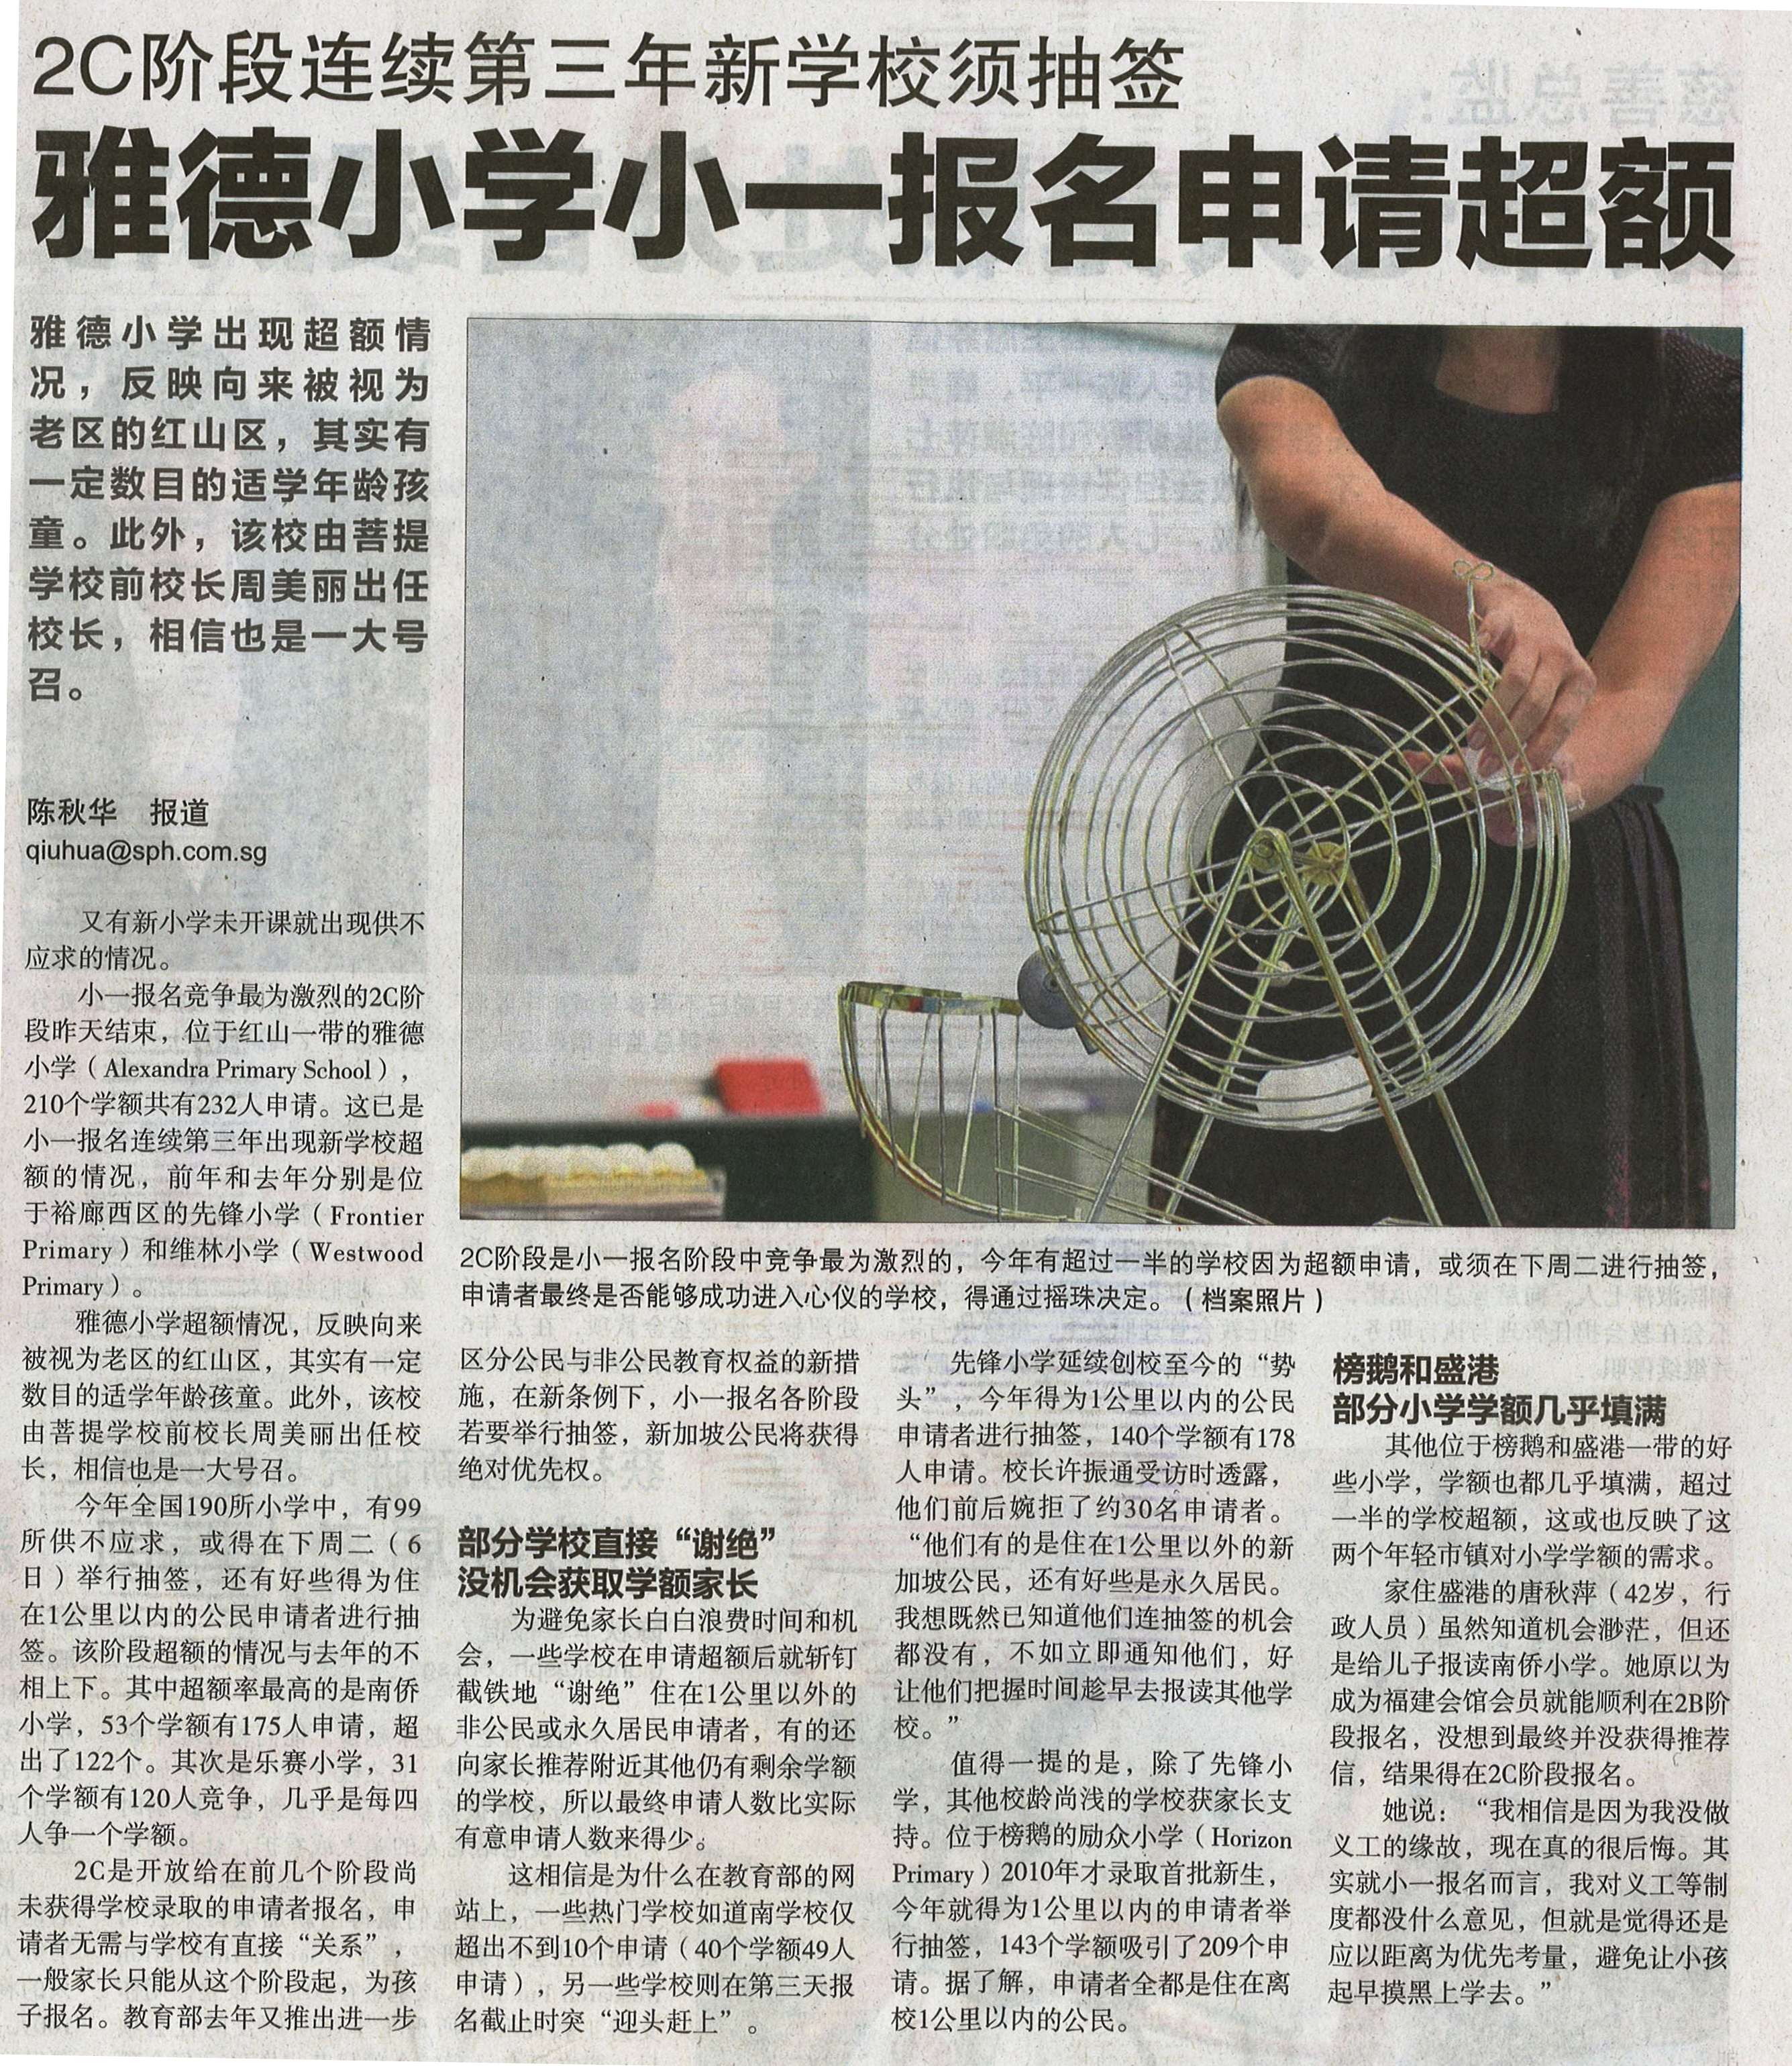 2C阶段连续第三年新学校须抽签
雅德小学小一报名申请超额
雅德小学出现超额情
况，反映向来被视为
老区的红山区，其实有
一定数目的适学年龄孩
童。此外，该校由菩提
学校前校长周美丽出任
校长，相信也是一大号
召。
陈秋华　报道
qiuhua@sph.com.sg
又有新小学未开课就出现供不
应求的情况。
小一报名竞争最为激烈的2C阶
段昨天结束，位于红山一带的雅德
小学（Alexandra Primary School），
210个学额共有232人申请。这已是
小一报名连续第三年出现新学校超
额的情况，前年和去年分别是位
于裕廊西区的先锋小学（Frontier
Primary）和维林小学（Westwood
Primary）。
雅德小学超额情况，反映向来
被视为老区的红山区，其实有一定
数目的适学年龄孩童。此外，该校
由菩提学校前校长周美丽出任校
长，相信也是一大号召。
今年全国190所小学中，有99
所供不应求，或得在下周二（6
日）举行抽签，还有好些得为住
在1公里以内的公民申请者进行抽
签。该阶段超额的情况与去年的不
相上下。其中超额率最高的是南侨
小学，53个学额有175人申请，超
出了122个。其次是乐赛小学，31
个学额有120人竞争，几乎是每四
人争一个学额。
2C是开放给在前几个阶段尚
未获得学校录取的申请者报名，申
请者无需与学校有直接“关系”，
一般家长只能从这个阶段起，为孩
子报名。教育部去年又推出进一步
2C阶段是小一报名阶段中竞争最为激烈的，今年有超过一半的学校因为超额申请，或须在下周二进行抽签，
申请者最终是否能够成功进入心仪的学校，得通过摇珠决定。（档案照片）
区分公民与非公民教育权益的新措
施，在新条例下，小一报名各阶段
若要举行抽签，新加坡公民将获得
绝对优先权。
部分学校直接“谢绝”
没机会获取学额家长
为避免家长白白浪费时间和机
会，一些学校在申请超额后就斩钉
截铁地“谢绝”住在1公里以外的
非公民或永久居民申请者，有的还
向家长推荐附近其他仍有剩余学额
的学校，所以最终申请人数比实际
有意申请人数来得少。
这相信是为什么在教育部的网
站上，一些热门学校如道南学校仅
超出不到10个申请（40个学额49人
申请），另一些学校则在第三天报
名截止时突“迎头赶上”。
先锋小学延续创校至今的“势
头”，今年得为1公里以内的公民
申请者进行抽签，140个学额有178
人申请。校长许振通受访时透露，
他们前后婉拒了约30名申请者。
“他们有的是住在1公里以外的新
加坡公民，还有好些是永久居民。
我想既然已知道他们连抽签的机会
都没有，不如立即通知他们，好
让他们把握时间趁早去报读其他学
校。”
值得一提的是，除了先锋小
学，其他校龄尚浅的学校获家长支
持。位于榜鹅的励众小学（Horizon
Primary）2010年才录取首批新生，
今年就得为1公里以内的申请者举
行抽签，143个学额吸引了209个申
请。据了解，申请者全都是住在离
校1公里以内的公民。
榜鹅和盛港
部分小学学额几乎填满
其他位于榜鹅和盛港一带的好
些小学，学额也都几乎填满，超过
一半的学校超额，这或也反映了这
两个年轻市镇对小学学额的需求。
家住盛港的唐秋萍（42岁，行
政人员）虽然知道机会渺茫，但还
是给儿子报读南侨小学。她原以为
成为福建会馆会员就能顺利在2B阶
段报名，没想到最终并没获得推荐
信，结果得在2C阶段报名。
她说：“我相信是因为我没做
义工的缘故，现在真的很后悔。其
实就小一报名而言，我对义工等制
度都没什么意见，但就是觉得还是
应以距离为优先考量，避免让小孩
起早摸黑上学去。”